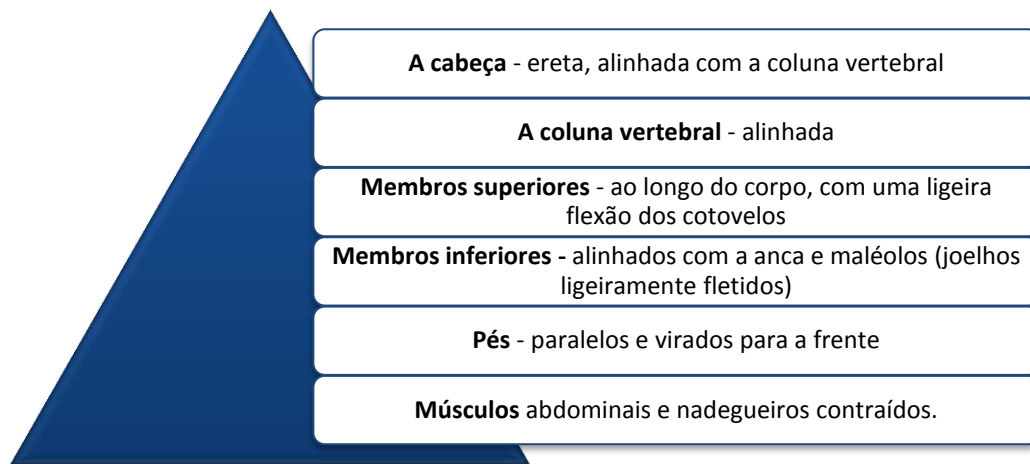 A cabeça - ereta, alinhada com a coluna vertebral
A coluna vertebral - alinhada
Membros superiores - ao longo do corpo, com uma ligeira
flexão dos cotovelos
Membros inferiores - alinhados com a anca e maléolos (joelhos
ligeiramente fletidos)
Pés - paralelos e virados para a frente
Músculos abdominais e nadegueiros contraídos.